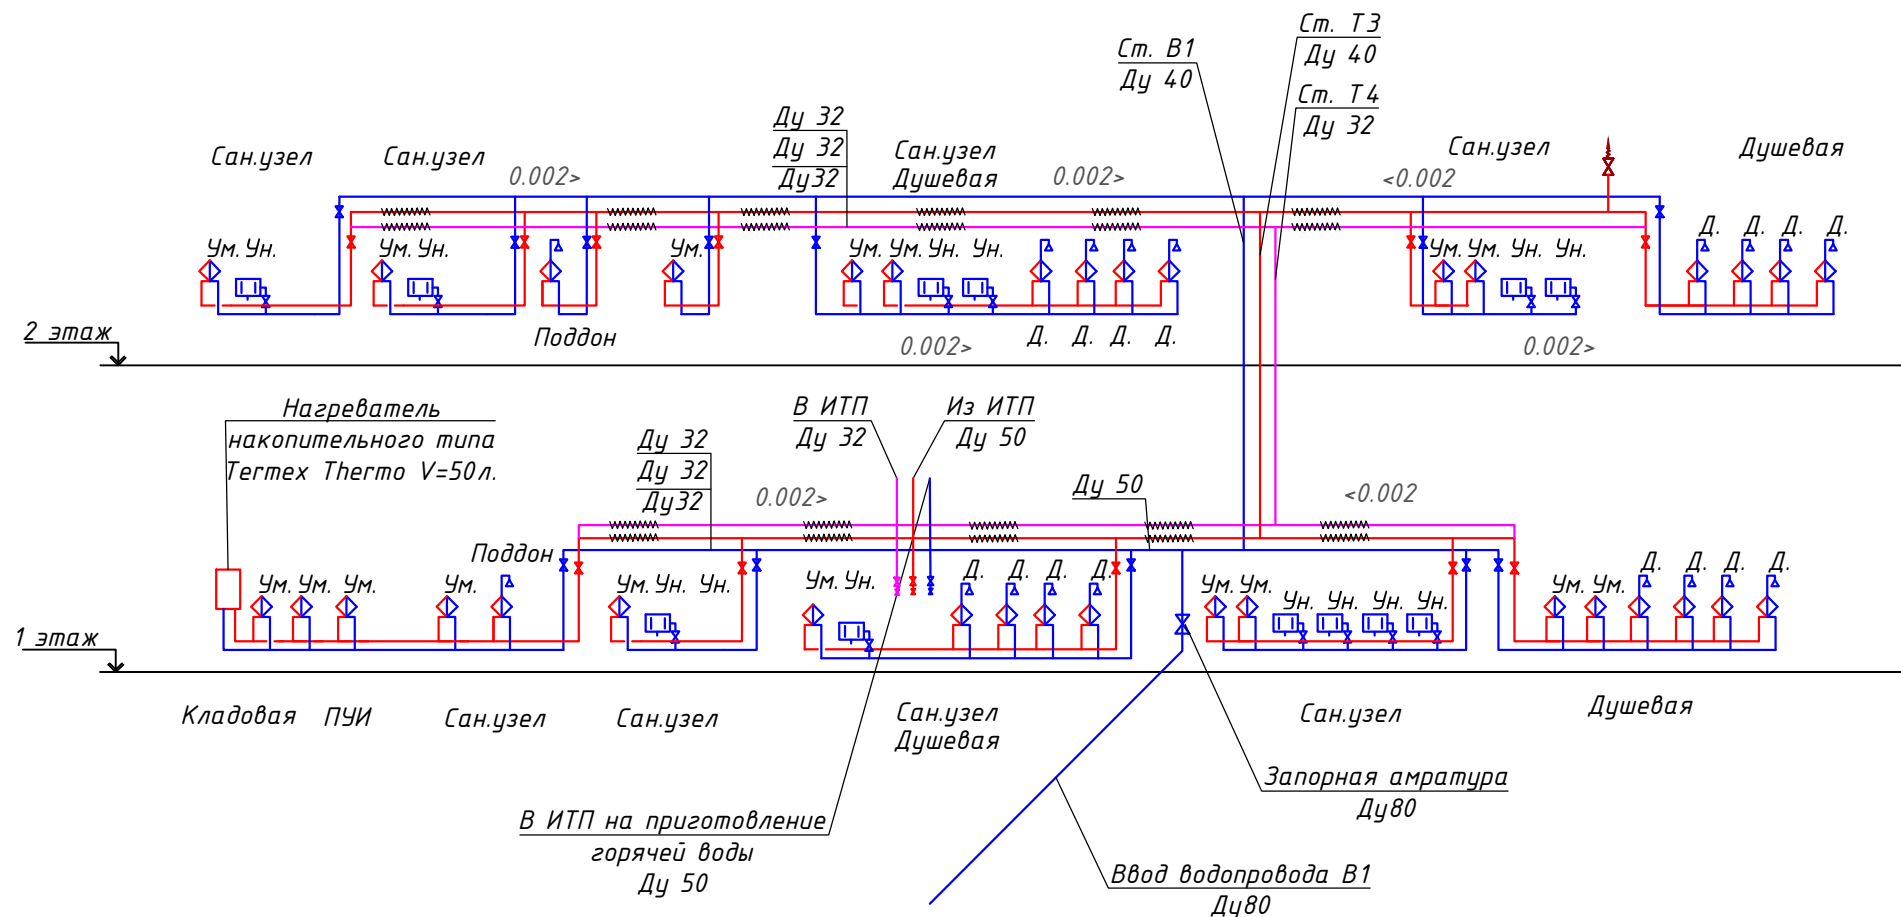 Ст. Т3
Ду 40
Ст. В1
Ду 40
Ст. Т4
Ду 32
Ду 32
Ду 32
Ду32
Сан.узел
Сан.узел
0.002>
Сан.узел
Душевая
0.002>
<0.002
Сан.узел
Душевая
Ум. Ун.
Ум. Ун.
Ум.
Ум. Ум. Ун. Ун.
Ум. Ум. Ун. Ун.
Д. Д. Д. Д.
Поддон
Д. Д. Д. Д.
2 этаж
0.002>
0.002>
Нагреватель
накопительного типа
Termex Thermo V=50л.
Ду 32
Ду 32
Ду32
В ИТП
Ду 32
Из ИТП
Ду 50
0.002>
Ду 50
<0.002
Поддон
Ум. Ум. Ум.
Ум.
Ум. Ун. Ун.
Ум. Ун.
Д. Д. Д. Д.
Ум. Ум. Ун. Ун. Ун. Ун.
Ум. Ум. Д. Д. Д. Д.
1 этаж
Кладовая
ПУИ
Сан.узел
Сан.узел
Сан.узел
Душевая
Сан.узел
Душевая
Запорная амратура
Ду80
В ИТП на приготовление
горячей воды
Ду 50
Ввод водопровода В1
Ду80